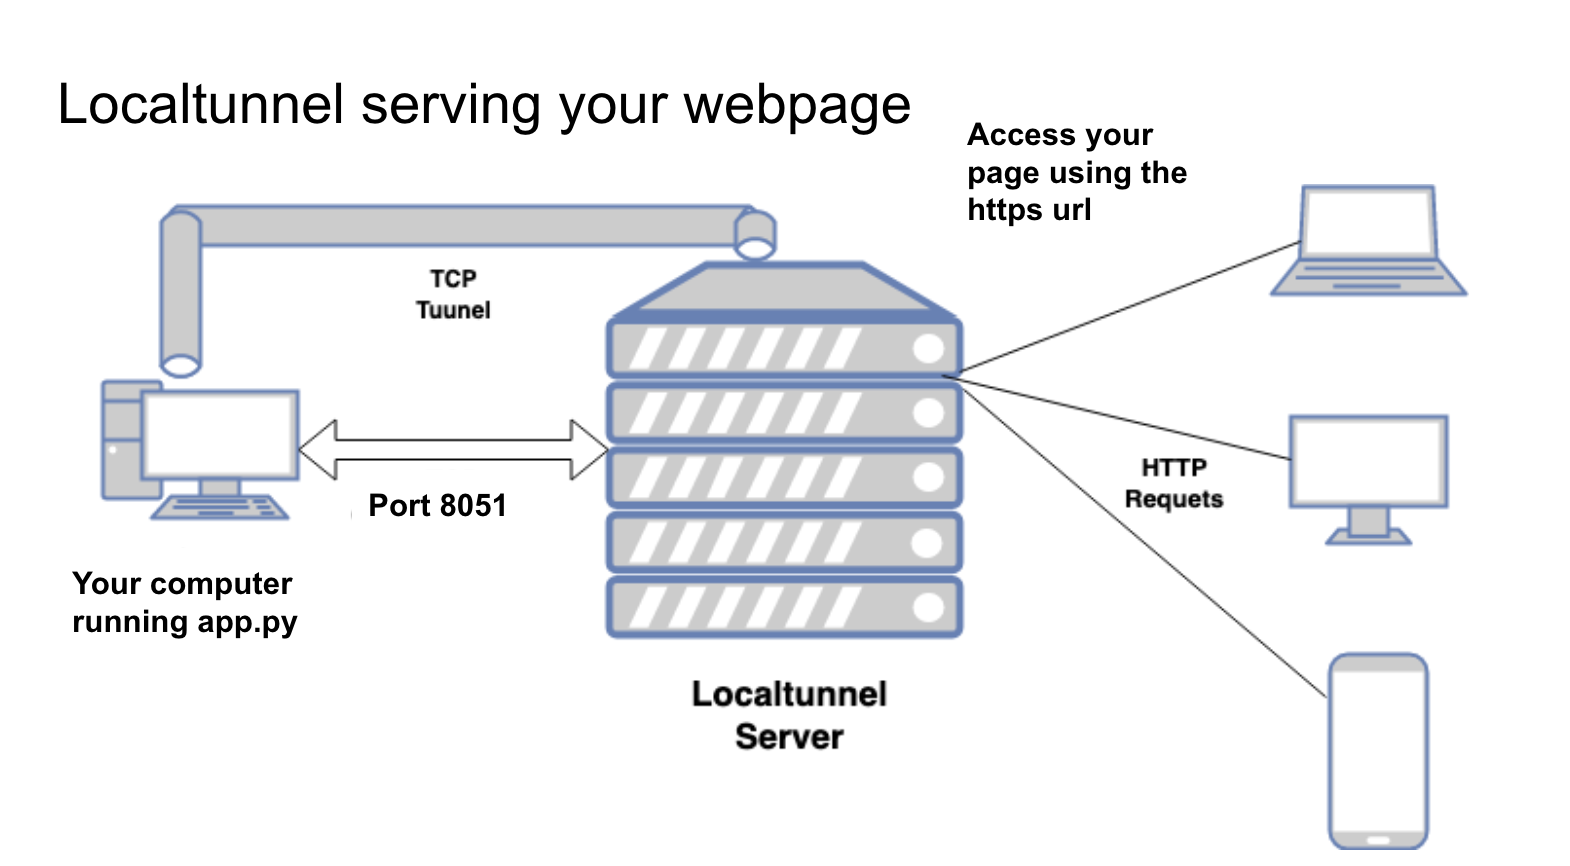 Localtunnel serving your webpage
Access your
page using the
https url
TCP
Tuunel
Port 8051
HTTP
Requets
Your computer
running app.py
Localtunnel
Server